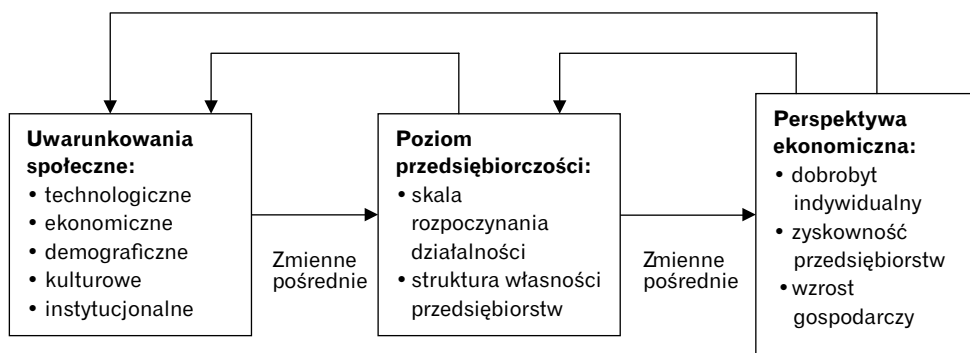 Uwarunkowania
społeczne:
• technologiczne
• ekonomiczne
• demograficzne
• kulturowe
• instytucjonalne
Zmienne
pośrednie
Poziom
przedsiębiorczości:
• skala
rozpoczynania
działalności
• struktura własności
przedsiębiorstw
Zmienne
pośrednie
Perspektywa
ekonomiczna:
• dobrobyt
indywidualny
• zyskowność
przedsiębiorstw
• wzrost
gospodarczy